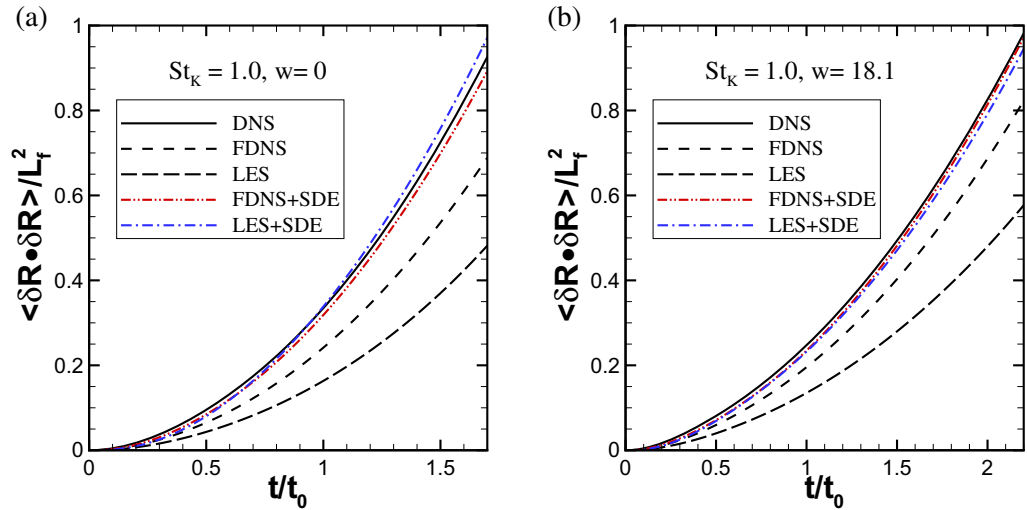 (a)
St_K = 1.0, w= 0
DNS
FDNS
LES
FDNS+SDE
LES+SDE
<δR•δR>/L_f^2
0
0.2
0.4
0.6
0.8
1
0
0.5
1
1.5
t/t_0
(b)
St_K = 1.0, w= 18.1
DNS
FDNS
LES
FDNS+SDE
LES+SDE
<δR•δR>/L_f^2
0
0.2
0.4
0.6
0.8
1
0
0.5
1
1.5
2
t/t_0